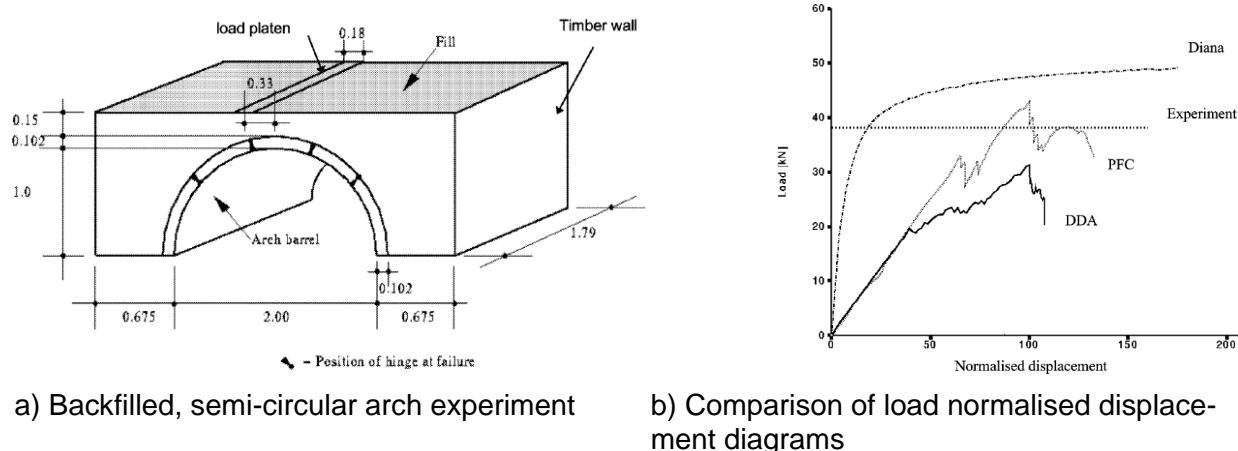 load platen
0.18
Timber wall
Fill
0.33
0.15
0.102
1.0
Arch barrel
1.79
0.102
0.675
2.00
0.675
- Position of hinge at failure
a) Backfilled, semi-circular arch experiment
60
50
40
30
20
10
0
Load [kN]
Diana
Experiment
PFC
DDA
0
50
100
150
200
Normalised displacement
b) Comparison of load normalised displace-
ment diagrams